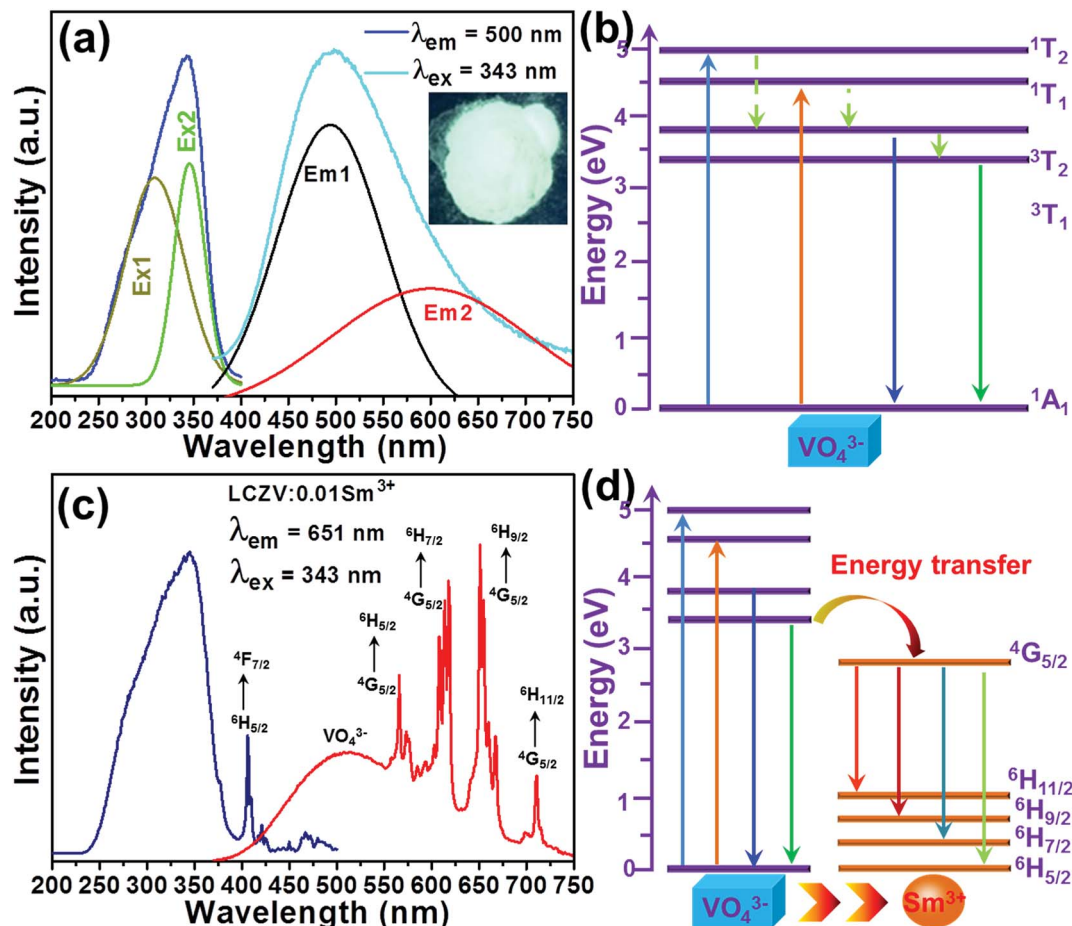 (a)
λem = 500 nm
λex = 343 nm
Ex1
Ex2
Em1
Em2
Intensity (a.u.)
200 250 300 350 400 450 500 550 600 650 700 750
Wavelength (nm)
(b)
Energy (eV)
5
4
3
2
1
0
¹T₂
¹T₁
³T₂
³T₁
¹A₁
VO₄³⁻
(c)
LCZV:0.01Sm³⁺
λem = 651 nm
λex = 343 nm
⁴F₇/₂
⁶H₅/₂
VO₄³⁻
⁶H₅/₂
⁴G₅/₂
⁶H₇/₂
⁴G₅/₂
⁶H₉/₂
⁴G₅/₂
⁶H₁₁/₂
⁴G₅/₂
Intensity (a.u.)
200 250 300 350 400 450 500 550 600 650 700 750
Wavelength (nm)
(d)
Energy (eV)
5
4
3
2
1
0
Energy transfer
⁴G₅/₂
⁶H₁₁/₂
⁶H₉/₂
⁶H₇/₂
⁶H₅/₂
VO₄³⁻
Sm³⁺